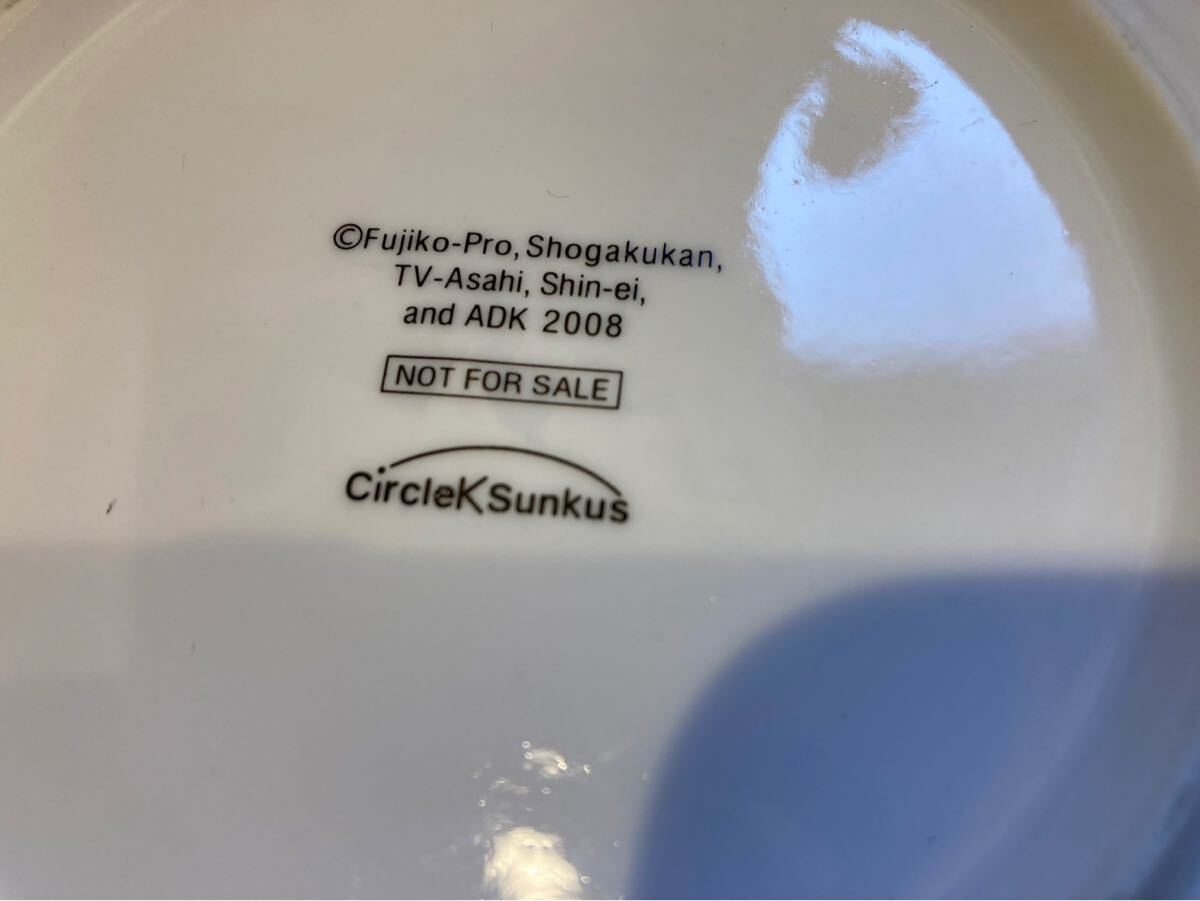 ©Fujiko-Pro, Shogakukan,
TV-Asahi, Shin-ei,
and ADK 2008
NOT FOR SALE
CircleKSunkus